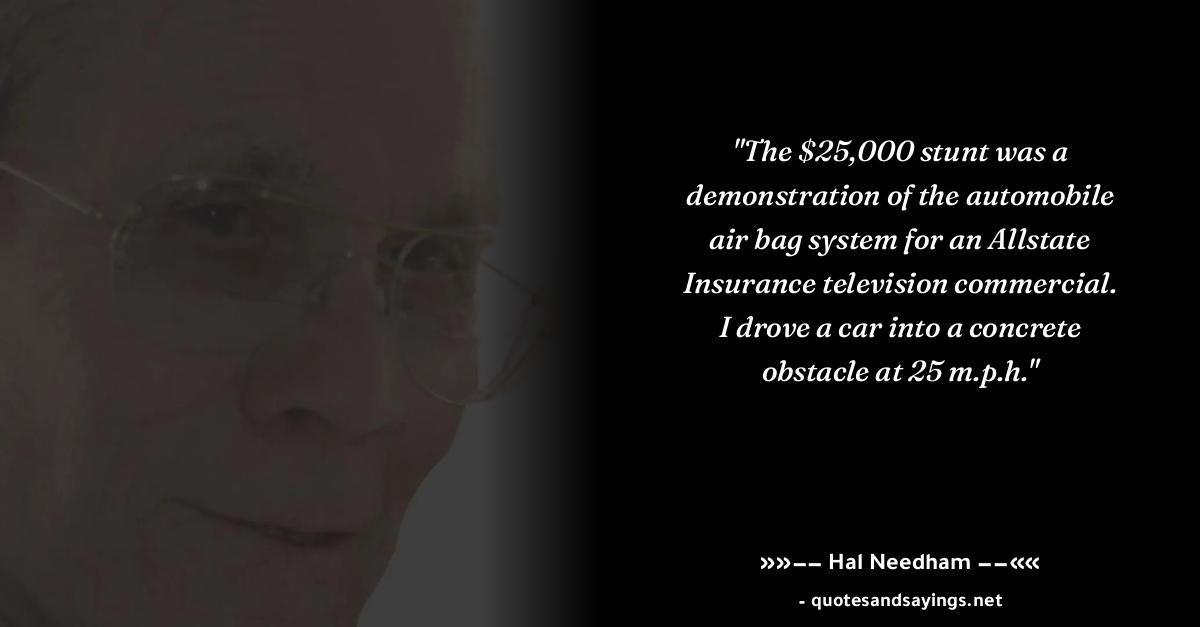 "The $25,000 stunt was a
demonstration of the automobile
air bag system for an Allstate
Insurance television commercial.
I drove a car into a concrete
obstacle at 25 m.p.h."
»»−− Hal Needham −−««
- quotesandsayings.net